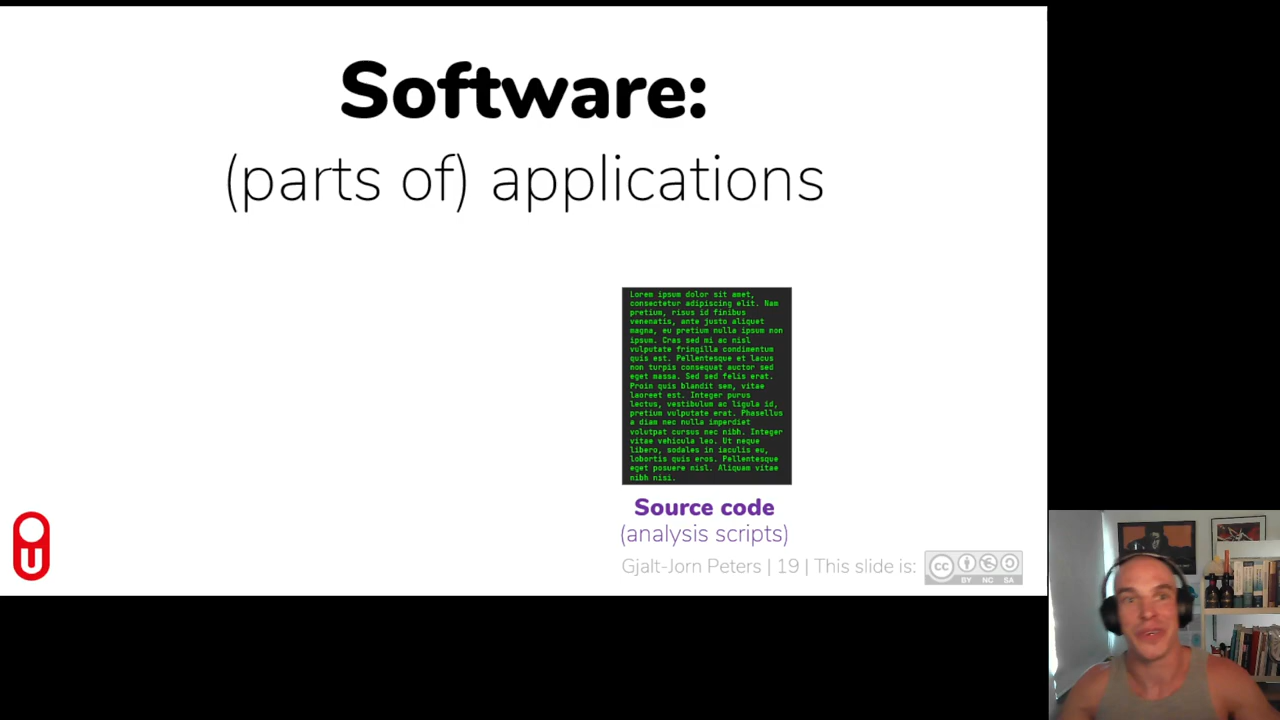 Software:
(parts of) applications
Lorem ipsum dolor sit amet,
consectetur adipiscing elit. Nam
pretium, risus id finibus
venenatis, ante justo aliquet
magna, eu pretium nulla ipsum non
ipsum. Cras sed mi ac nisl
vulputate fringilla condimentum
quis est. Pellentesque et lacus
non turpis consequat auctor sed
eget massa. Sed sed felis erat.
Proin quis blandit sem, vitae
laoreet est. Integer purus
lectus, vestibulum ac ligula id,
pretium vulputate erat. Phasellus
a diam nec nulla imperdiet
volutpat cursus nec nibh. Integer
vitae vehicula leo. Ut neque
libero, sodales in iaculis eu,
lobortis quis eros. Pellentesque
eget posuere nisl. Aliquam vitae
nibh nisi.
Source code
(analysis scripts)
Gjalt-Jorn Peters | 19 | This slide is:
cc BY NC SA
U